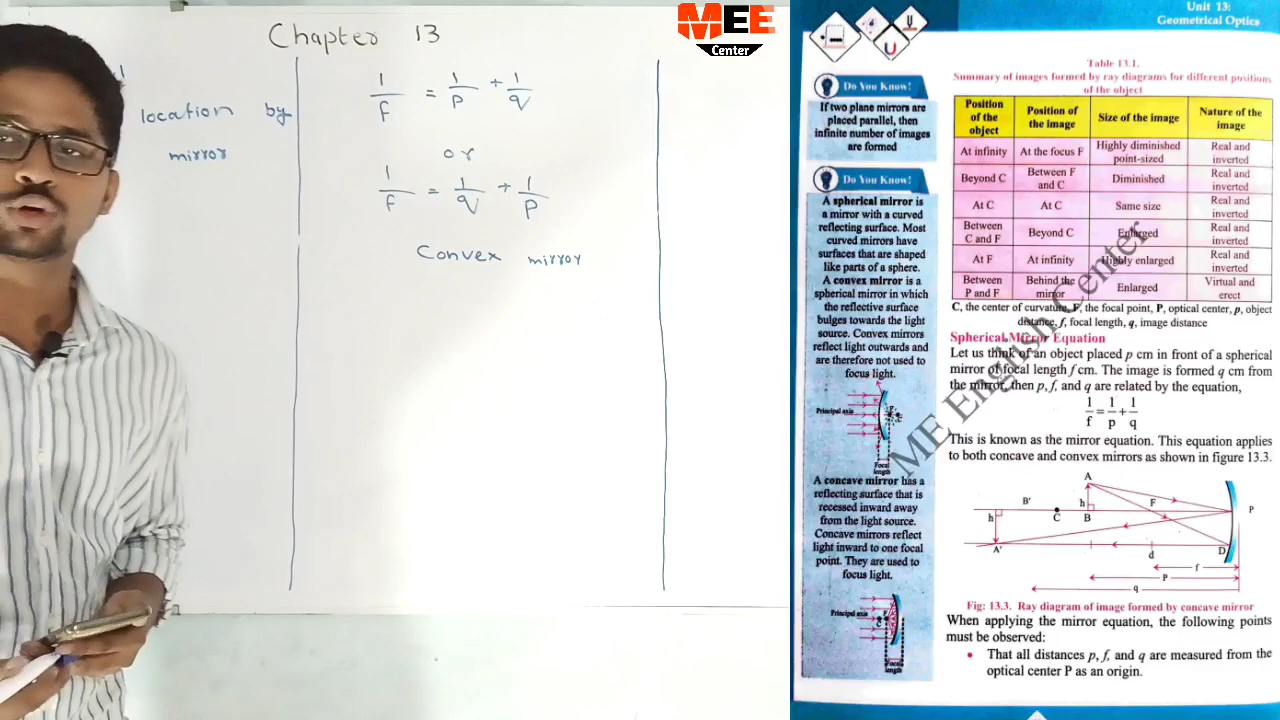 Chapter 13
location by
mirror
1/f = 1/p + 1/q
or
1/f = 1/q + 1/p
Convex mirror
MEE
Center
Unit 13:
Geometrical Optics
Do You Know!
If two plane mirrors are
placed parallel, then
infinite number of images
are formed
Do You Know!
A spherical mirror is
a mirror with a curved
reflecting surface. Most
curved mirrors have
surfaces that are shaped
like parts of a sphere.
A convex mirror is a
spherical mirror in which
the reflective surface
bulges towards the light
source. Convex mirrors
reflect light outwards and
are therefore not used to
focus light.
Principal axis
F
C
Focal
length
A concave mirror has a
reflecting surface that is
recessed inward away
from the light source.
Concave mirrors reflect
light inward to one focal
point. They are used to
focus light.
Principal axis
F
C
Focal
length
Table 13.1.
Summary of images formed by ray diagrams for different positions
of the object
Position of the object Position of the image Size of the image Nature of the image
At infinity At the focus F Highly diminished point-sized Real and inverted
Beyond C Between F and C Diminished Real and inverted
At C At C Same size Real and inverted
Between C and F Beyond C Enlarged Real and inverted
At F At infinity Highly enlarged Real and inverted
Between P and F Behind the mirror Enlarged Virtual and erect
C, the center of curvature, F, the focal point, P, optical center, p, object
distance, f, focal length, q, image distance
Spherical Mirror Equation
Let us think of an object placed p cm in front of a spherical
mirror of focal length f cm. The image is formed q cm from
the mirror, then p, f, and q are related by the equation,
1/f = 1/p + 1/q
This is known as the mirror equation. This equation applies
to both concave and convex mirrors as shown in figure 13.3.
A
B' h F
h C B P
A' d D
f
P
q
Fig: 13.3. Ray diagram of image formed by concave mirror
When applying the mirror equation, the following points
must be observed:
• That all distances p, f, and q are measured from the
optical center P as an origin.
ME English Center